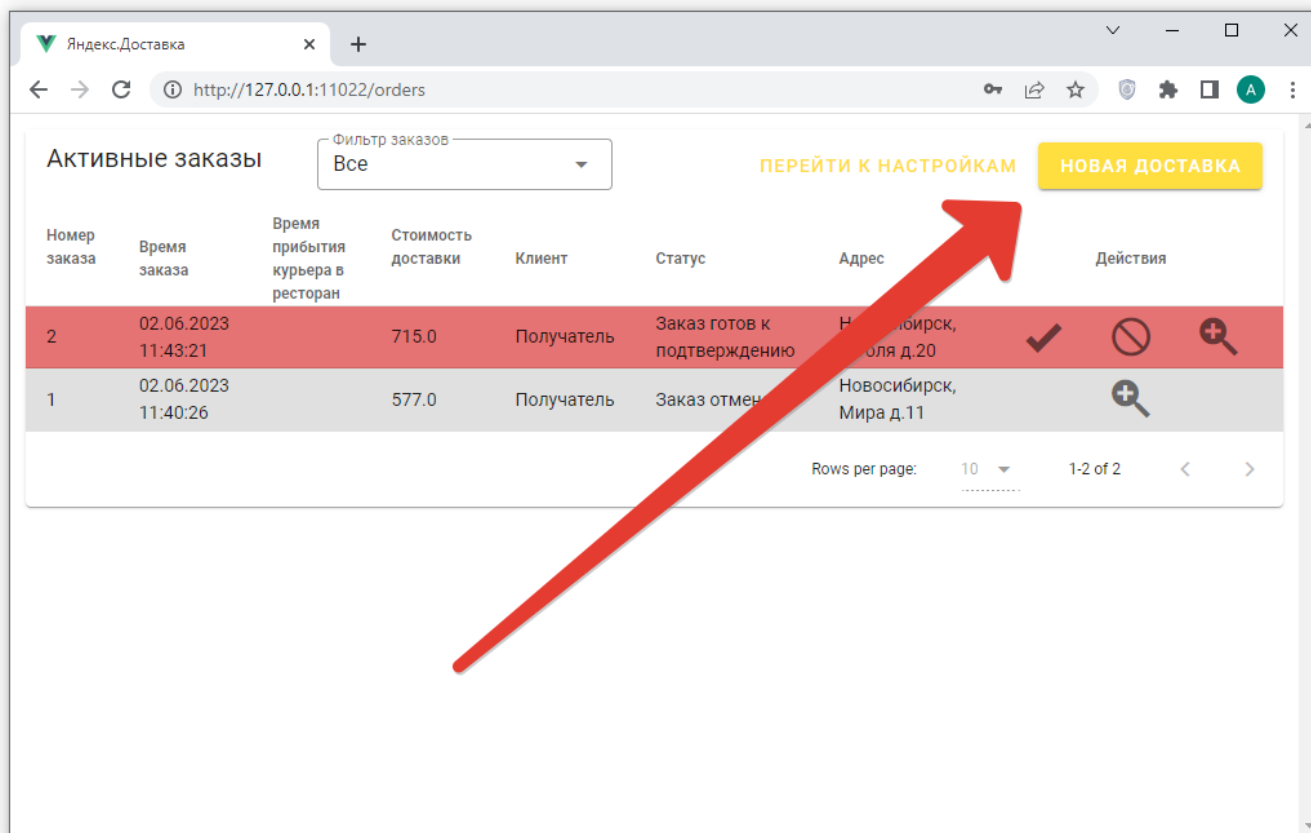 Яндекс.Доставка
http://127.0.0.1:11022/orders
A
Активные заказы
Фильтр заказов
Все
ПЕРЕЙТИ К НАСТРОЙКАМ
НОВАЯ ДОСТАВКА
Номер
заказа
Время
заказа
Время
прибытия
курьера в
ресторан
Стоимость
доставки
Клиент
Статус
Адрес
Действия
2
02.06.2023
11:43:21
715.0
Получатель
Заказ готов к
подтверждению
д.20
1
02.06.2023
11:40:26
577.0
Получатель
Заказ
Новосибирск,
Мира д.11
Rows per page:
10
1-2 of 2